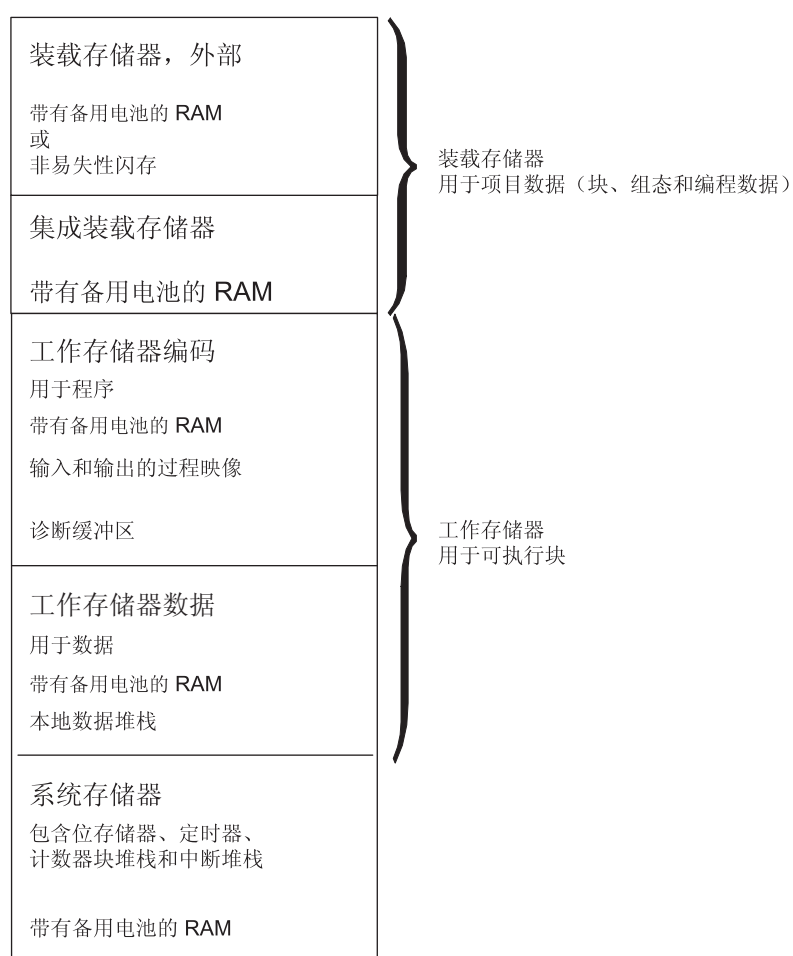 装载存储器，外部
带有备用电池的 RAM
或
非易失性闪存
装载存储器
用于项目数据（块、组态和编程数据）
集成装载存储器
带有备用电池的 RAM
工作存储器编码
用于程序
带有备用电池的 RAM
输入和输出的过程映像
诊断缓冲区
工作存储器
用于可执行块
工作存储器数据
用于数据
带有备用电池的 RAM
本地数据堆栈
系统存储器
包含位存储器、定时器、
计数器块堆栈和中断堆栈
带有备用电池的 RAM